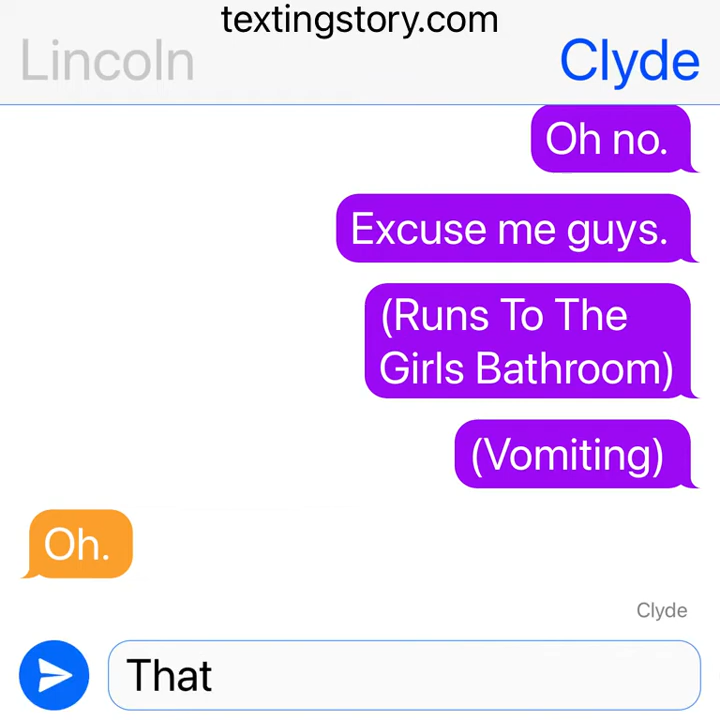 textingstory.com
Lincoln
Clyde
Oh no.
Excuse me guys.
(Runs To The
Girls Bathroom)
(Vomiting)
Oh.
Clyde
That